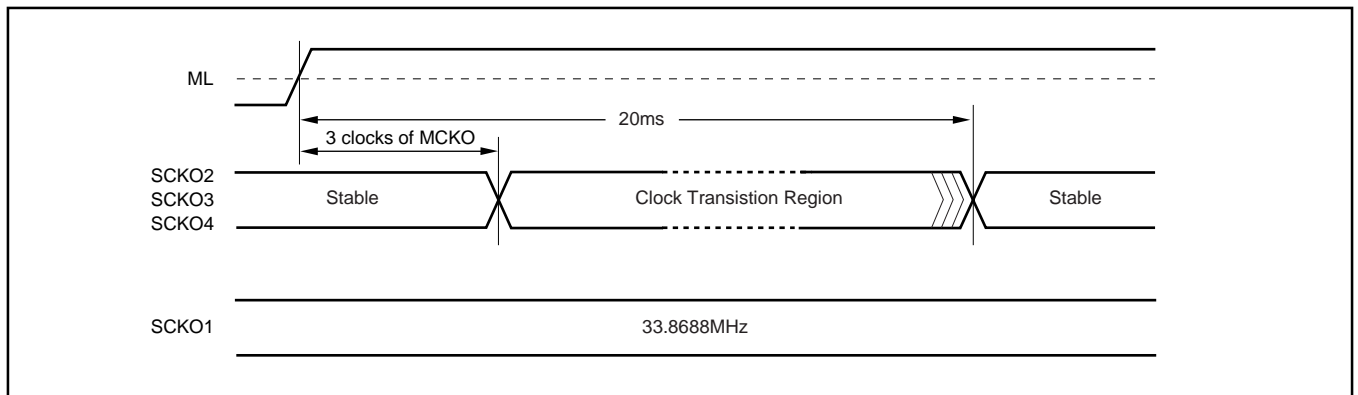 ML
20ms
3 clocks of MCKO
SCKO2
SCKO3
SCKO4
Stable
Clock Transistion Region
Stable
SCKO1
33.8688MHz